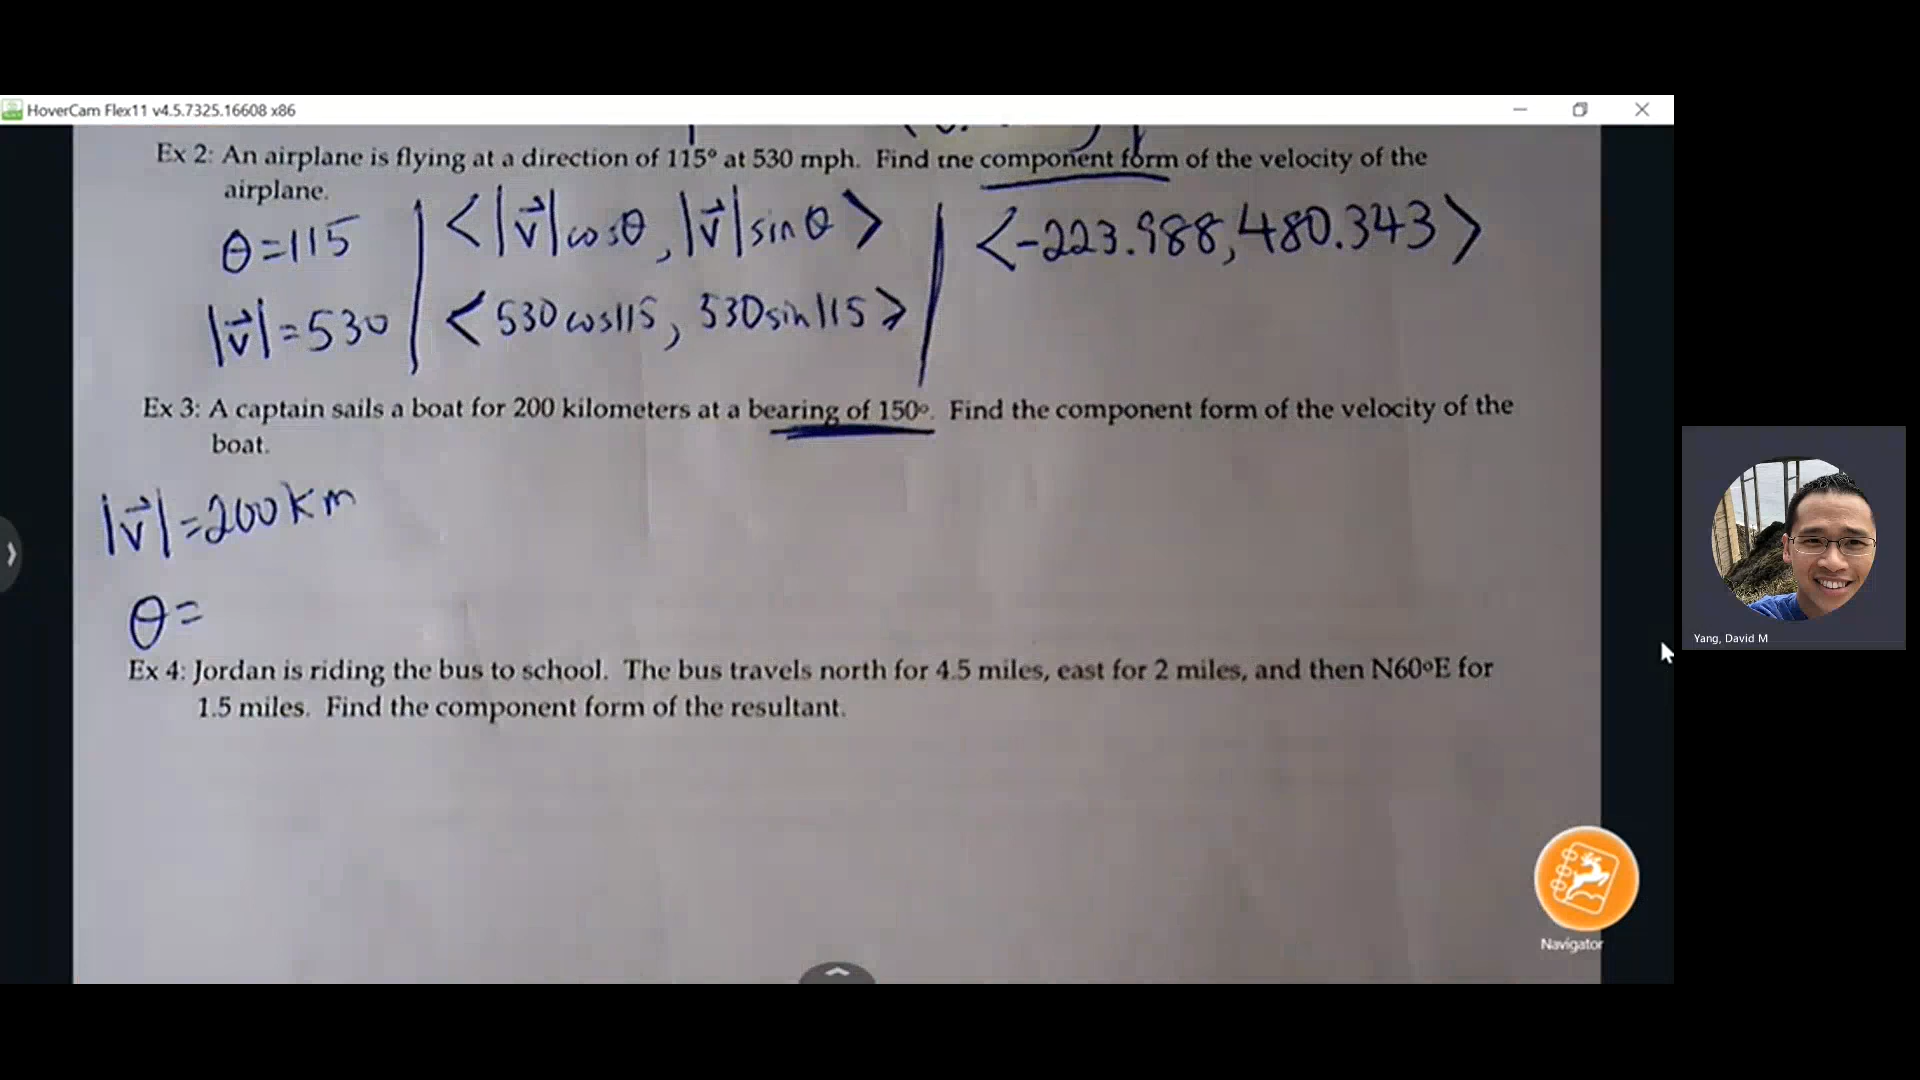 HoverCam Flex11 v4.5.7325.16608 x86
Ex 2: An airplane is flying at a direction of 115° at 530 mph. Find the component form of the velocity of the
airplane.
θ=115
|v⃗|=530
<|v⃗|cosθ, |v⃗|sinθ>
<530cos115, 530sin115>
<-223.988, 480.343>
Ex 3: A captain sails a boat for 200 kilometers at a bearing of 150°. Find the component form of the velocity of the
boat.
|v⃗|=200km
θ=
Ex 4: Jordan is riding the bus to school. The bus travels north for 4.5 miles, east for 2 miles, and then N60°E for
1.5 miles. Find the component form of the resultant.
Navigator
Yang, David M